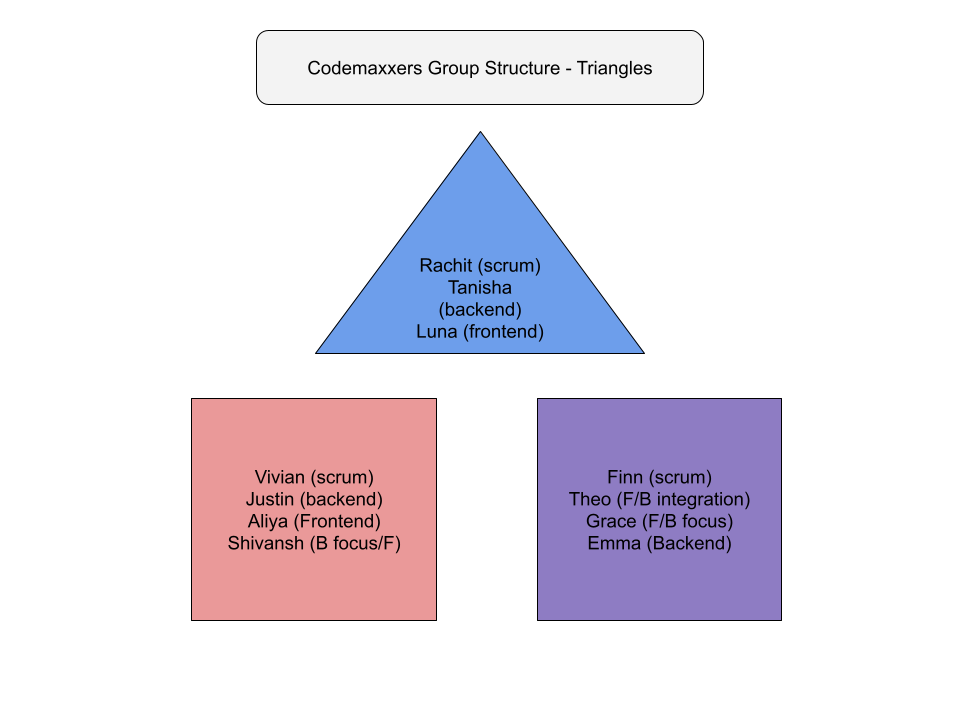 Codemaxxers Group Structure - Triangles
Rachit (scrum)
Tanisha
(backend)
Luna (frontend)
Vivian (scrum)
Justin (backend)
Aliya (Frontend)
Shivansh (B focus/F)
Finn (scrum)
Theo (F/B integration)
Grace (F/B focus)
Emma (Backend)